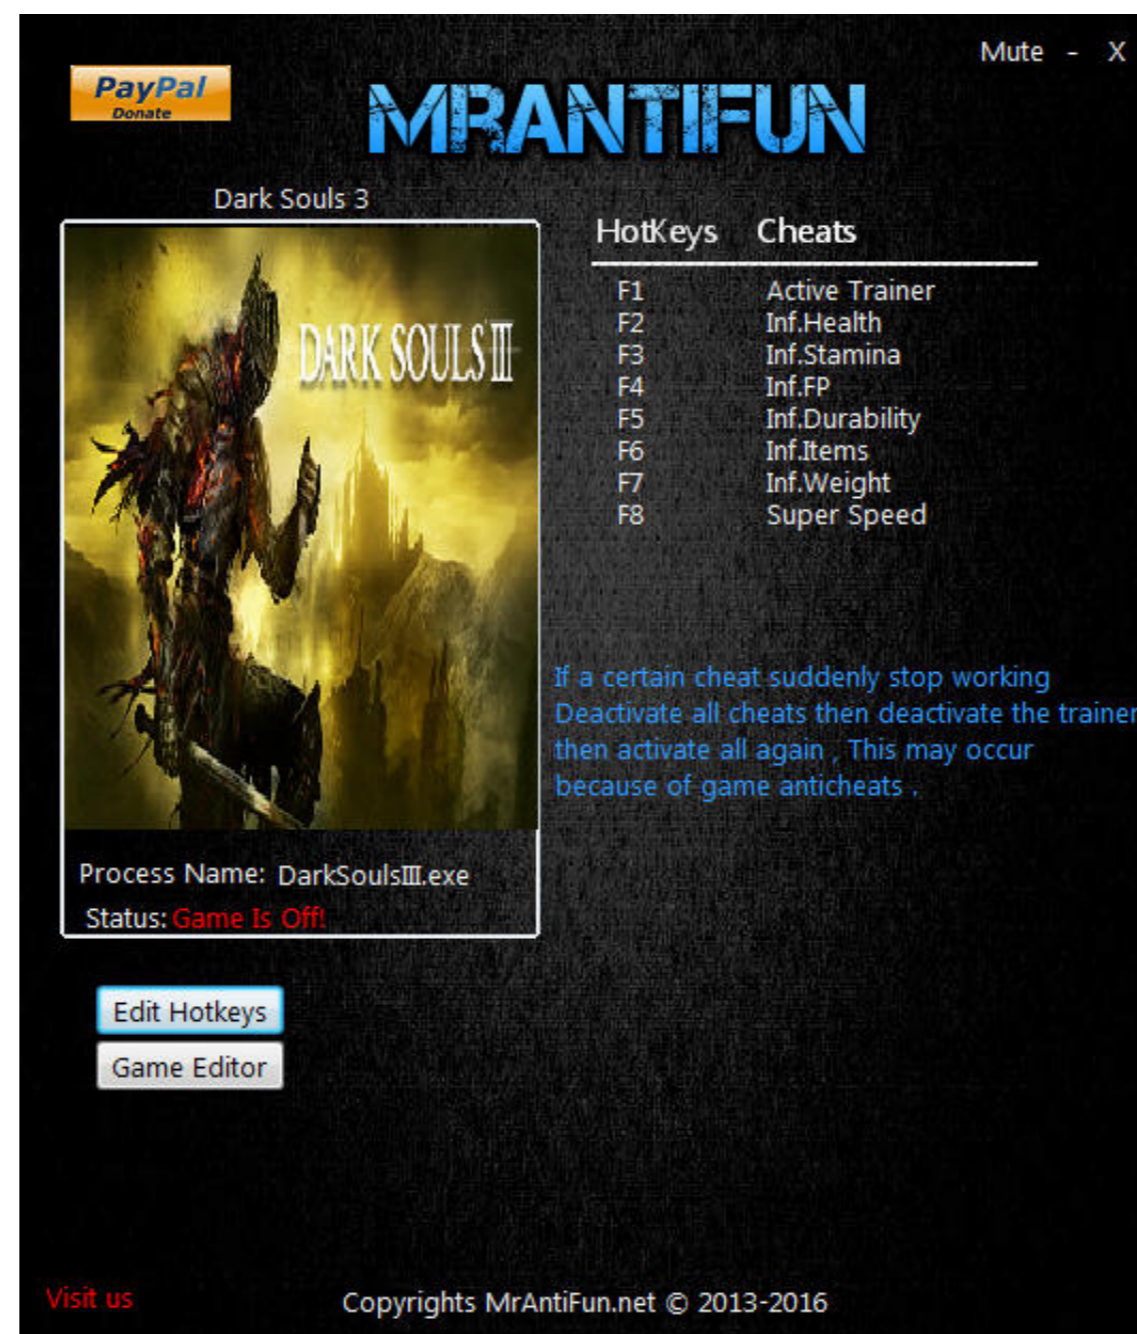 Mute - X
PayPal
Donate
MRANTIFUN
Dark Souls 3
DARK SOULS III
HotKeys Cheats
F1 Active Trainer
F2 Inf.Health
F3 Inf.Stamina
F4 Inf.FP
F5 Inf.Durability
F6 Inf.Items
F7 Inf.Weight
F8 Super Speed
If a certain cheat suddenly stop working
Deactivate all cheats then deactivate the trainer
then activate all again , This may occur
because of game anticheats .
Process Name: DarkSoulsIII.exe
Status: Game Is Off!
Edit Hotkeys
Game Editor
Visit us
Copyrights MrAntiFun.net © 2013-2016